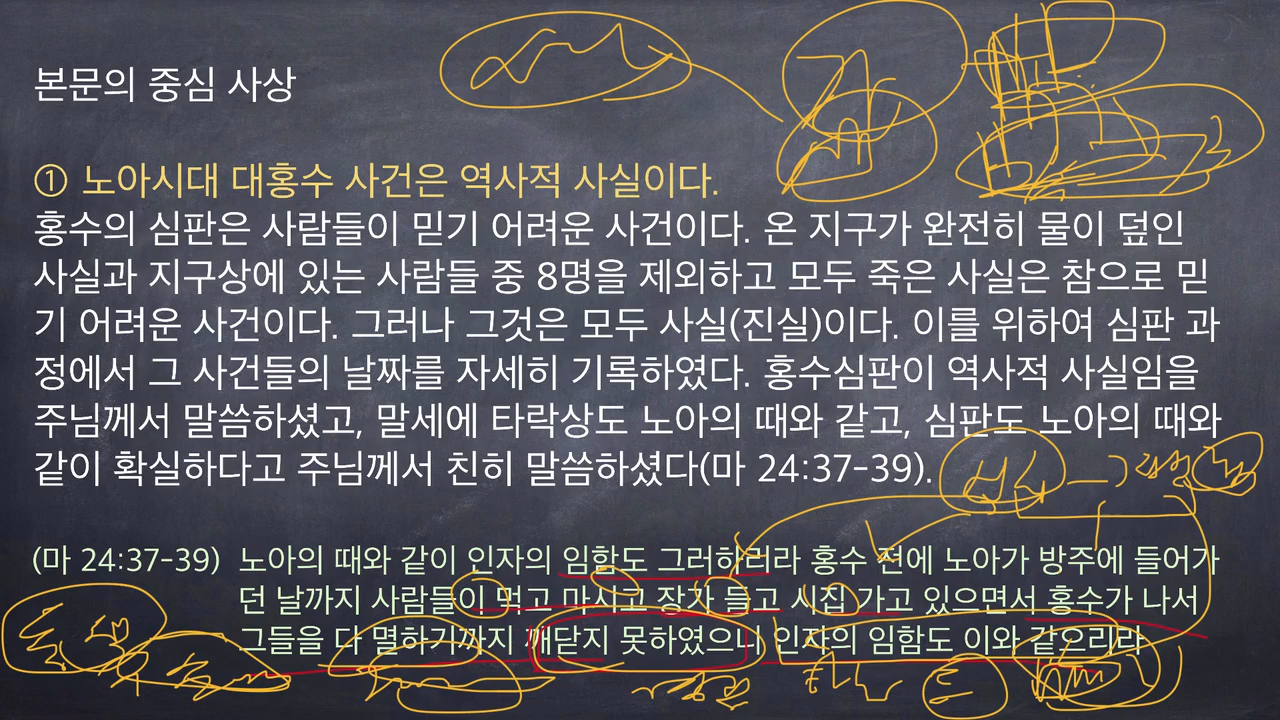 본문의 중심 사상
① 노아시대 대홍수 사건은 역사적 사실이다.
홍수의 심판은 사람들이 믿기 어려운 사건이다. 온 지구가 완전히 물이 덮인
사실과 지구상에 있는 사람들 중 8명을 제외하고 모두 죽은 사실은 참으로 믿
기 어려운 사건이다. 그러나 그것은 모두 사실(진실)이다. 이를 위하여 심판 과
정에서 그 사건들의 날짜를 자세히 기록하였다. 홍수심판이 역사적 사실임을
주님께서 말씀하셨고, 말세에 타락상도 노아의 때와 같고, 심판도 노아의 때와
같이 확실하다고 주님께서 친히 말씀하셨다(마 24:37-39).
(마 24:37-39) 노아의 때와 같이 인자의 임함도 그러하리라 홍수 전에 노아가 방주에 들어가
던 날까지 사람들이 먹고 마시고 장가 들고 시집 가고 있으면서 홍수가 나서
그들을 다 멸하기까지 깨닫지 못하였으니 인자의 임함도 이와 같으리라